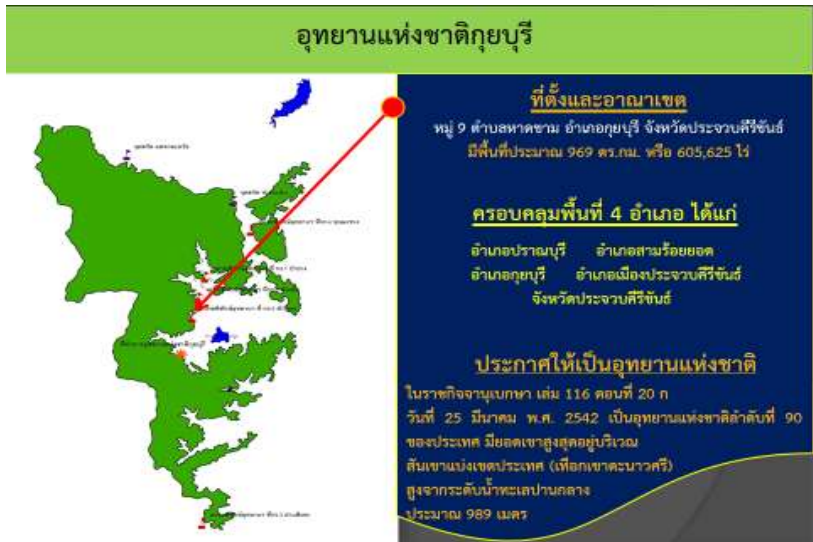 อุทยานแห่งชาติกุยบุรี
ที่ตั้งและอาณาเขต
หมู่ 9 ตำบลหาดขาม อำเภอกุยบุรี จังหวัดประจวบคีรีขันธ์
มีพื้นที่ประมาณ 969 ตร.กม. หรือ 605,625 ไร่
ครอบคลุมพื้นที่ 4 อำเภอ ได้แก่
อำเภอปราณบุรี อำเภอสามร้อยยอด
อำเภอกุยบุรี อำเภอเมืองประจวบคีรีขันธ์
จังหวัดประจวบคีรีขันธ์
ประกาศให้เป็นอุทยานแห่งชาติ
ในราชกิจจานุเบกษา เล่ม 116 ตอนที่ 20 ก
วันที่ 25 มีนาคม พ.ศ. 2542 เป็นอุทยานแห่งชาติลำดับที่ 90
ของประเทศ มียอดเขาสูงสุดอยู่บริเวณ
สันเขาแบ่งเขตประเทศ (เทือกเขาตะนาวศรี)
สูงจากระดับน้ำทะเลปานกลาง
ประมาณ 989 เมตร